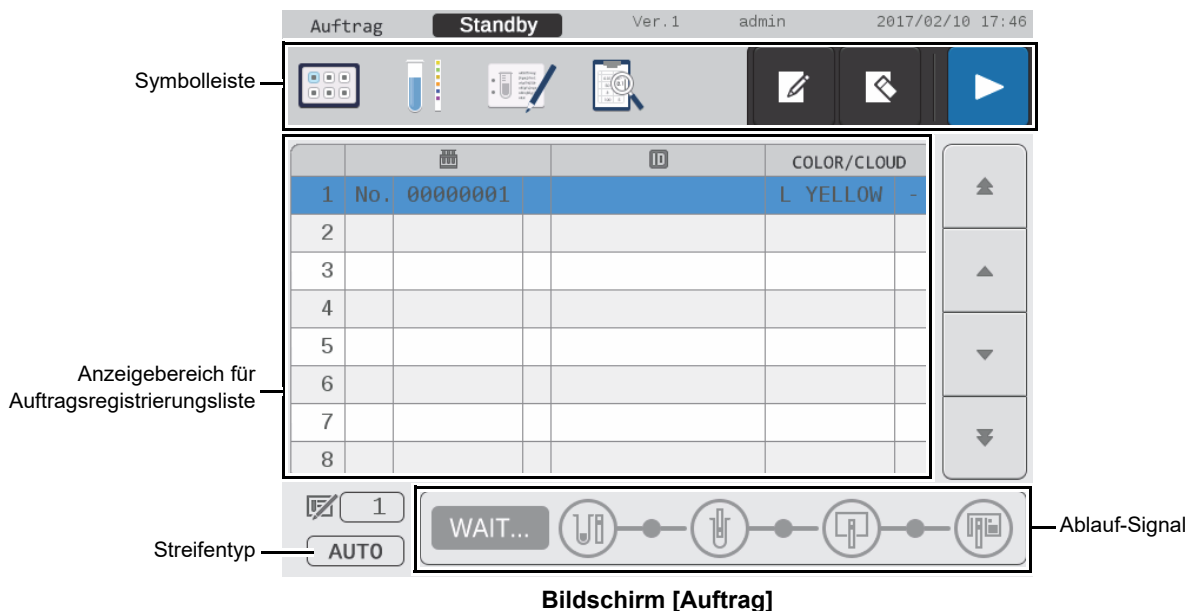 Auftrag Standby Ver.1 admin 2017/02/10 17:46
Symbolleiste
ID COLOR/CLOUD
1 No. 00000001 L YELLOW -
2
3
4
5
6
7
8
Anzeigebereich für
Auftragsregistrierungsliste
1
WAIT...
Ablauf-Signal
Streifentyp
AUTO
Bildschirm [Auftrag]